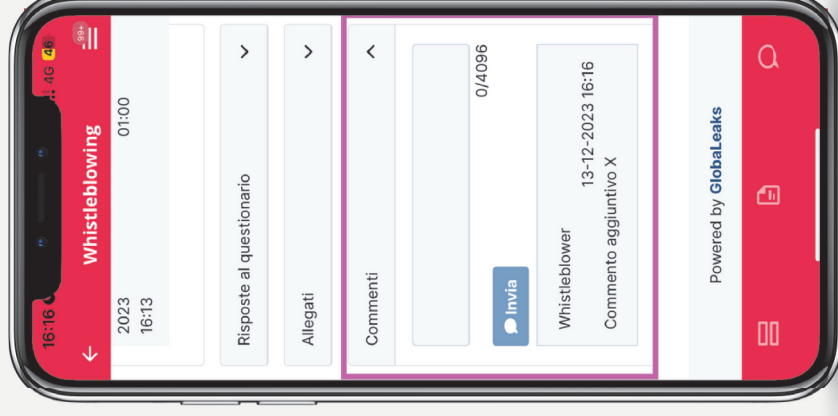 16:16
4G 46
99+
Whistleblowing
2023 01:00
16:13
Risposte al questionario
Allegati
Commenti
0/4096
Invia
Whistleblower
13-12-2023 16:16
Commento aggiuntivo X
Powered by GlobaLeaks